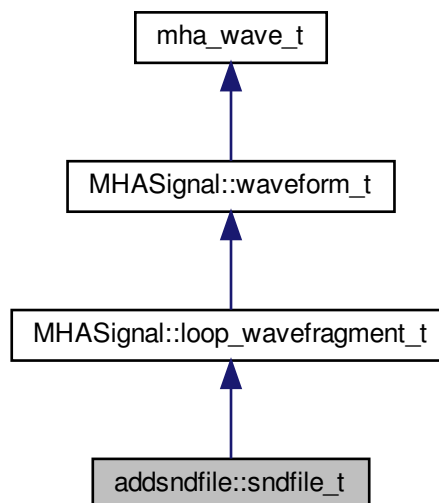 mha_wave_t
MHASignal::waveform_t
MHASignal::loop_wavefragment_t
addsndfile::sndfile_t